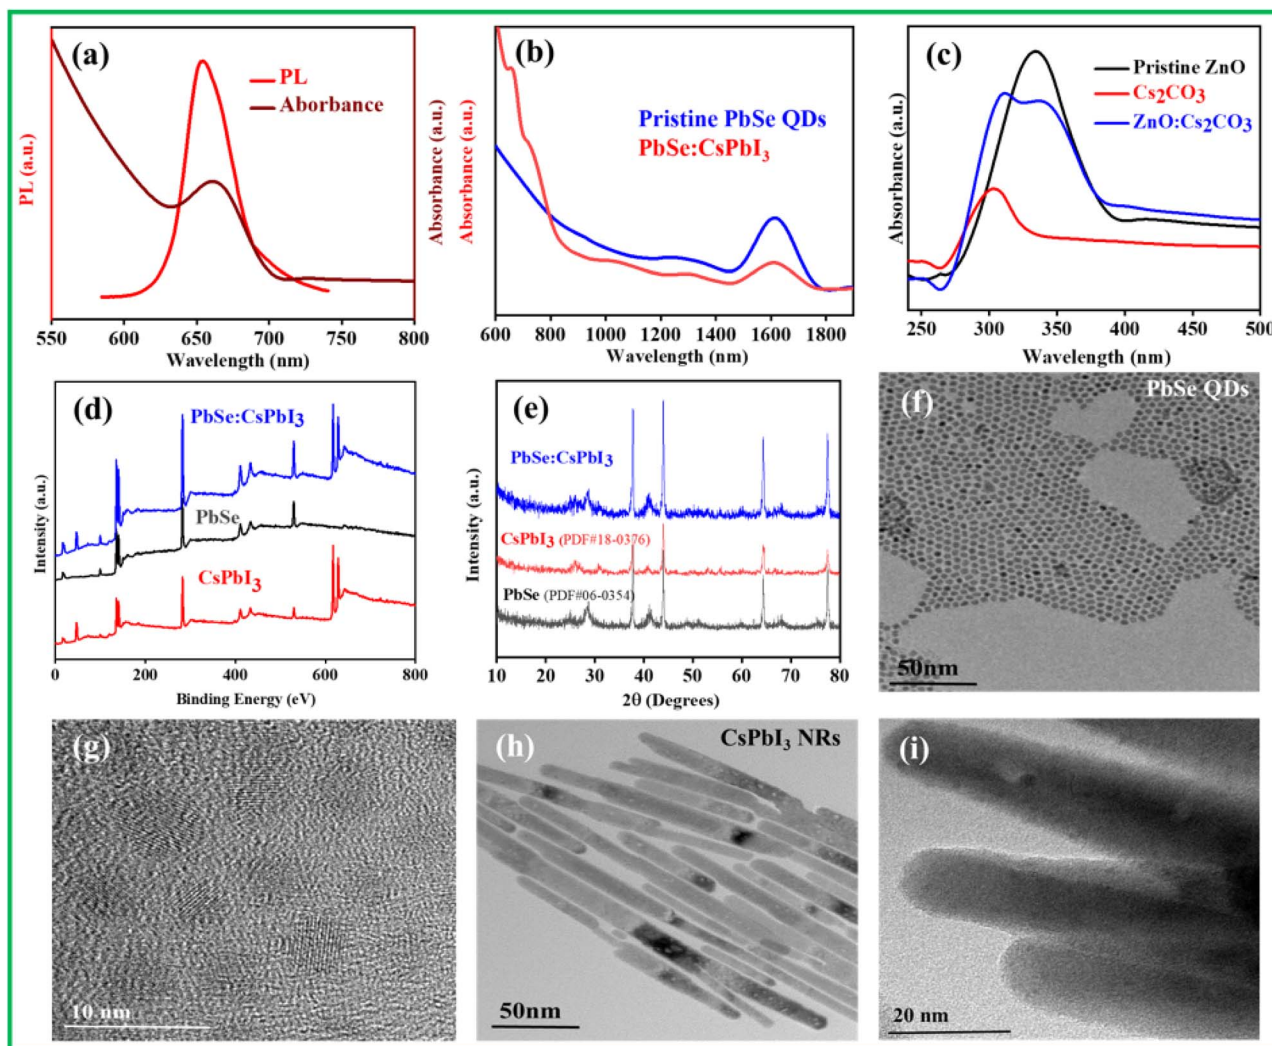 (a)
PL
Aborbance
PL (a.u.)
Absorbance (a.u.)
550 600 650 700 750 800
Wavelength (nm)
(b)
Pristine PbSe QDs
PbSe:CsPbI3
Absorbance (a.u.)
600 800 1000 1200 1400 1600 1800
Wavelength (nm)
(c)
Pristine ZnO
Cs2CO3
ZnO:Cs2CO3
Absorbance (a.u.)
250 300 350 400 450 500
Wavelength (nm)
(d)
PbSe:CsPbI3
PbSe
CsPbI3
Intensity (a.u.)
0 200 400 600 800
Binding Energy (eV)
(e)
PbSe:CsPbI3
CsPbI3 (PDF#18-0376)
PbSe (PDF#06-0354)
Intensity (a.u.)
10 20 30 40 50 60 70 80
2θ (Degrees)
(f)
PbSe QDs
50nm
(g)
10 nm
(h)
CsPbI3 NRs
50nm
(i)
20 nm